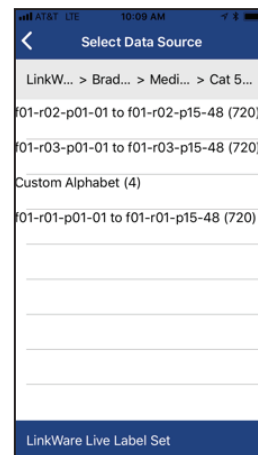 AT&T LTE 10:09 AM
Select Data Source
LinkW... > Brad... > Medi... > Cat 5...
f01-r02-p01-01 to f01-r02-p15-48 (720)
f01-r03-p01-01 to f01-r03-p15-48 (720)
Custom Alphabet (4)
f01-r01-p01-01 to f01-r01-p15-48 (720)
LinkWare Live Label Set